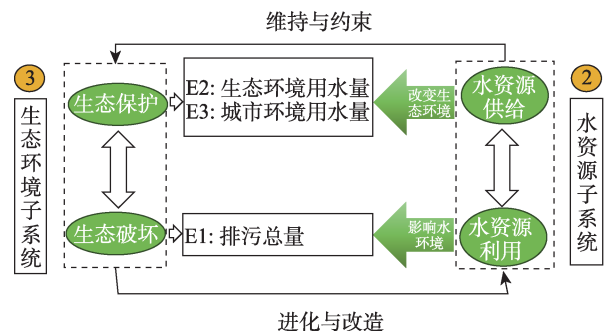 维持与约束
3
生态环境子系统
生态保护
E2: 生态环境用水量
E3: 城市环境用水量
改变生
态环境
水资源
供给
2
水资源子系统
生态破坏
E1: 排污总量
影响水
环境
水资源
利用
进化与改造